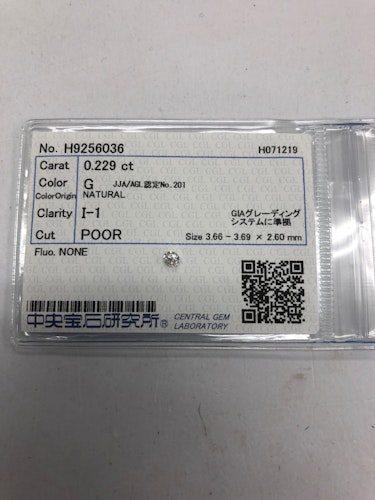 No. H9256036 H071219
Carat 0.229 ct
Color G JJA/AGL認定No.201
ColorOrigin NATURAL
Clarity I-1 GIAグレーディング
システムに準拠
Cut POOR Size 3.66 - 3.69 × 2.60 mm
Fluo. NONE
中央宝石研究所® CENTRAL GEM
LABORATORY